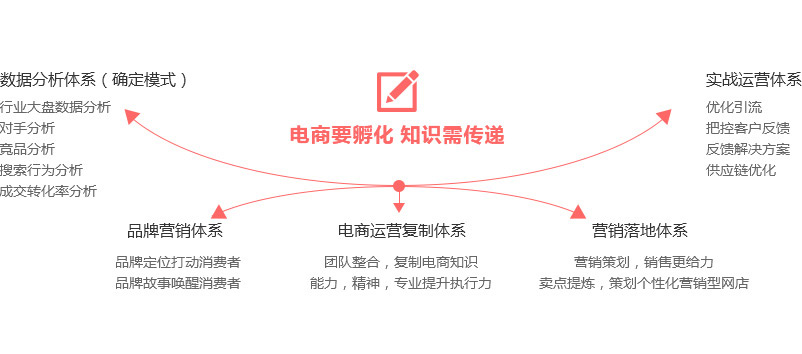 数据分析体系（确定模式）
行业大盘数据分析
对手分析
竞品分析
搜索行为分析
成交转化率分析
电商要孵化 知识需传递
实战运营体系
优化引流
把控客户反馈
反馈解决方案
供应链优化
品牌营销体系
品牌定位打动消费者
品牌故事唤醒消费者
电商运营复制体系
团队整合，复制电商知识
能力，精神，专业提升执行力
营销落地体系
营销策划，销售更给力
卖点提炼，策划个性化营销型网店